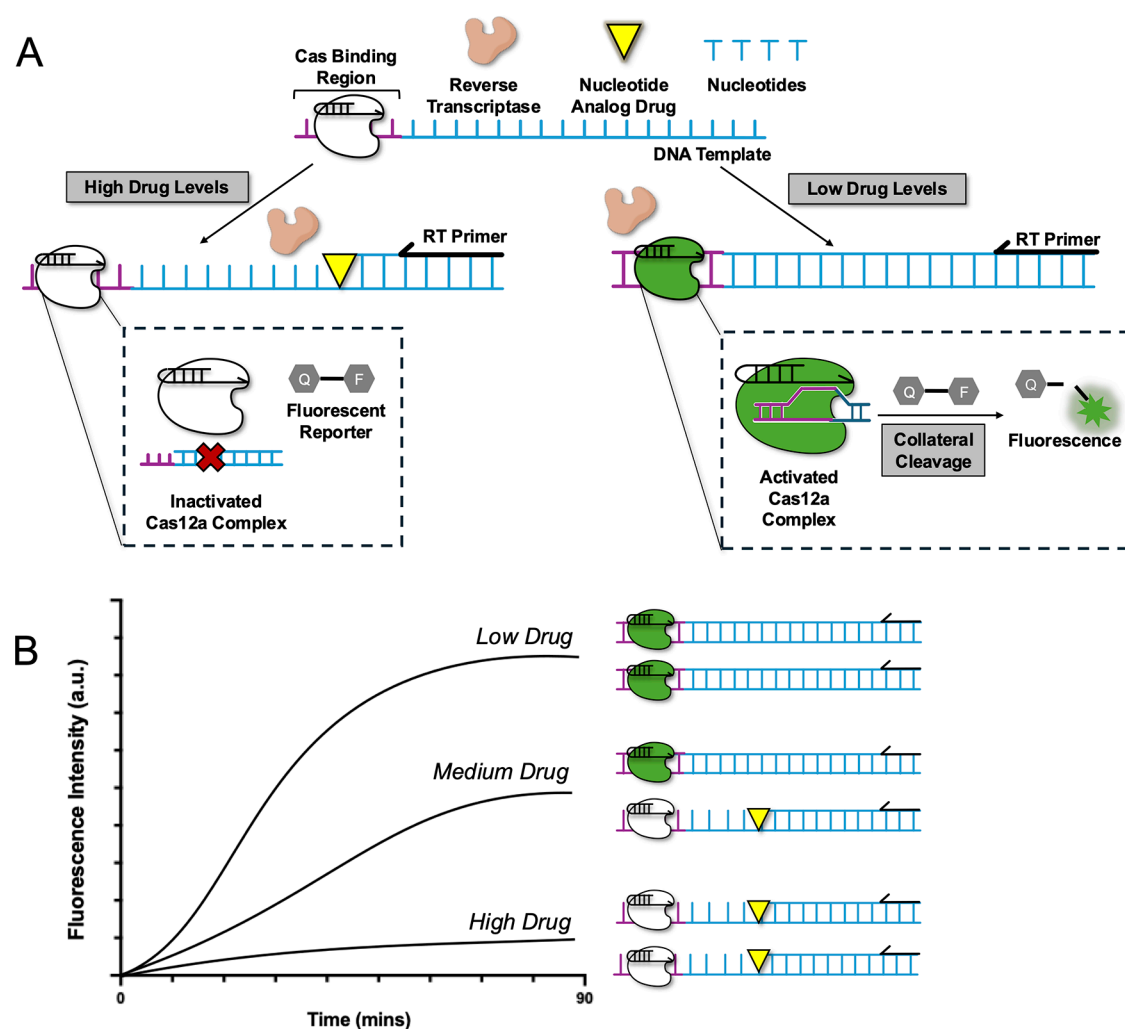 A
Cas Binding
Region
Reverse
Transcriptase
Nucleotide
Analog Drug
Nucleotides
DNA Template
High Drug Levels
Low Drug Levels
RT Primer
RT Primer
Q
F
Fluorescent
Reporter
Inactivated
Cas12a Complex
Q
F
Q
Collateral
Cleavage
Fluorescence
Activated
Cas12a
Complex
B
Fluorescence Intensity (a.u.)
Low Drug
Medium Drug
High Drug
0
90
Time (mins)